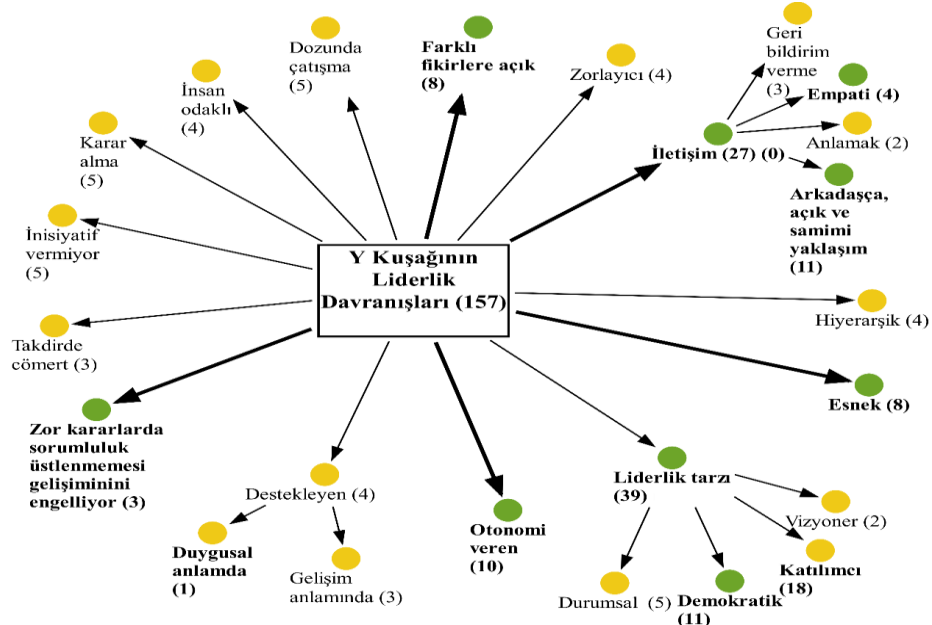 Dozunda
çatışma
(5)
Farklı
fikirlere açık
(8)
Zorlayıcı (4)
Geri
bildirim
verme
(3)
Empati (4)
Anlamak (2)
İletişim (27) (0)
Arkadaşça,
açık ve
samimi
yaklaşım
(11)
İnsan
odaklı
(4)
Karar
alma
(5)
İnisiyatif
vermiyor
(5)
Y Kuşağının
Liderlik
Davranışları (157)
Hiyerarşik (4)
Takdirde
cömert (3)
Esnek (8)
Zor kararlarda
sorumluluk
üstlenmemesi
gelişiminini
engelliyor (3)
Destekleyen (4)
Duygusal
anlamda
(1)
Gelişim
anlamında (3)
Otonomi
veren
(10)
Liderlik tarzı
(39)
Vizyoner (2)
Katılımcı
(18)
Durumsal (5)
Demokratik
(11)